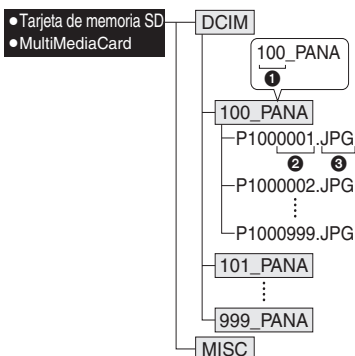 ●Tarjeta de memoria SD
●MultiMediaCard
DCIM
100_PANA
❶
100_PANA
P1000001.JPG
❷ ❸
P1000002.JPG
P1000999.JPG
101_PANA
999_PANA
MISC